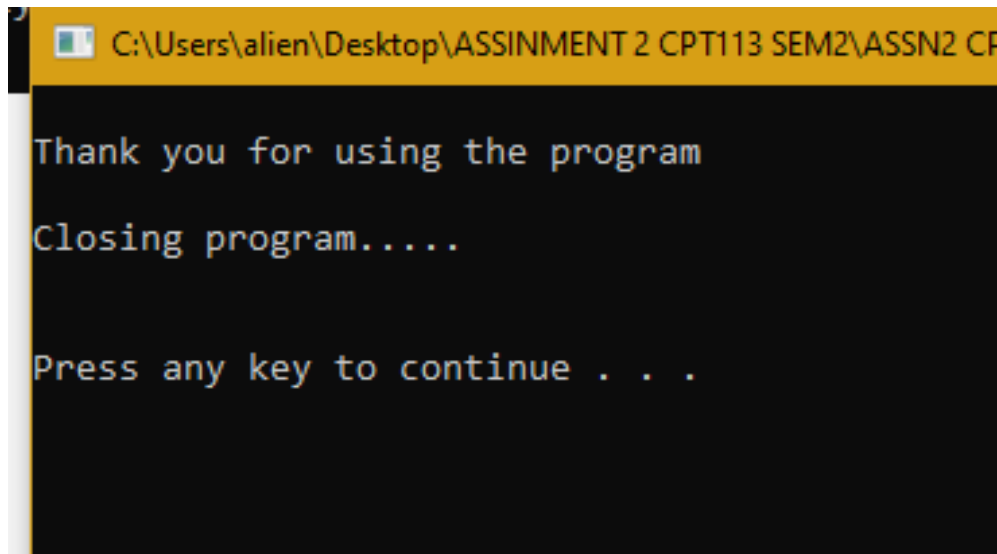 C:\Users\alien\Desktop\ASSINMENT 2 CPT113 SEM2\ASSN2 CP
Thank you for using the program
Closing program.....
Press any key to continue . . .